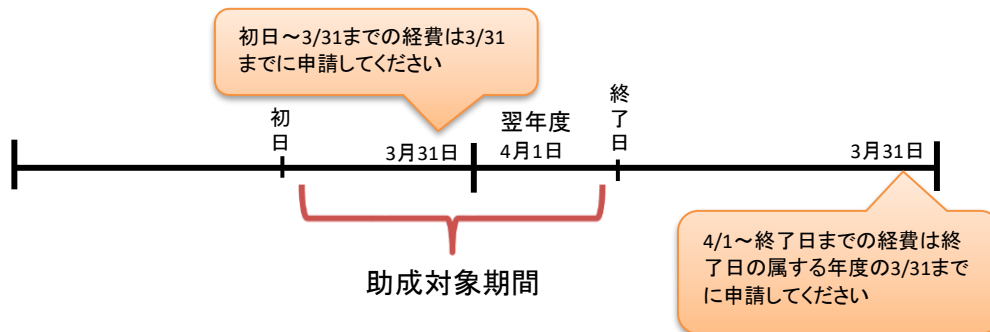 初日～3/31までの経費は3/31
までに申請してください
初日
3月31日
翌年度
4月1日
終了日
3月31日
助成対象期間
4/1～終了日までの経費は終
了日の属する年度の3/31まで
に申請してください